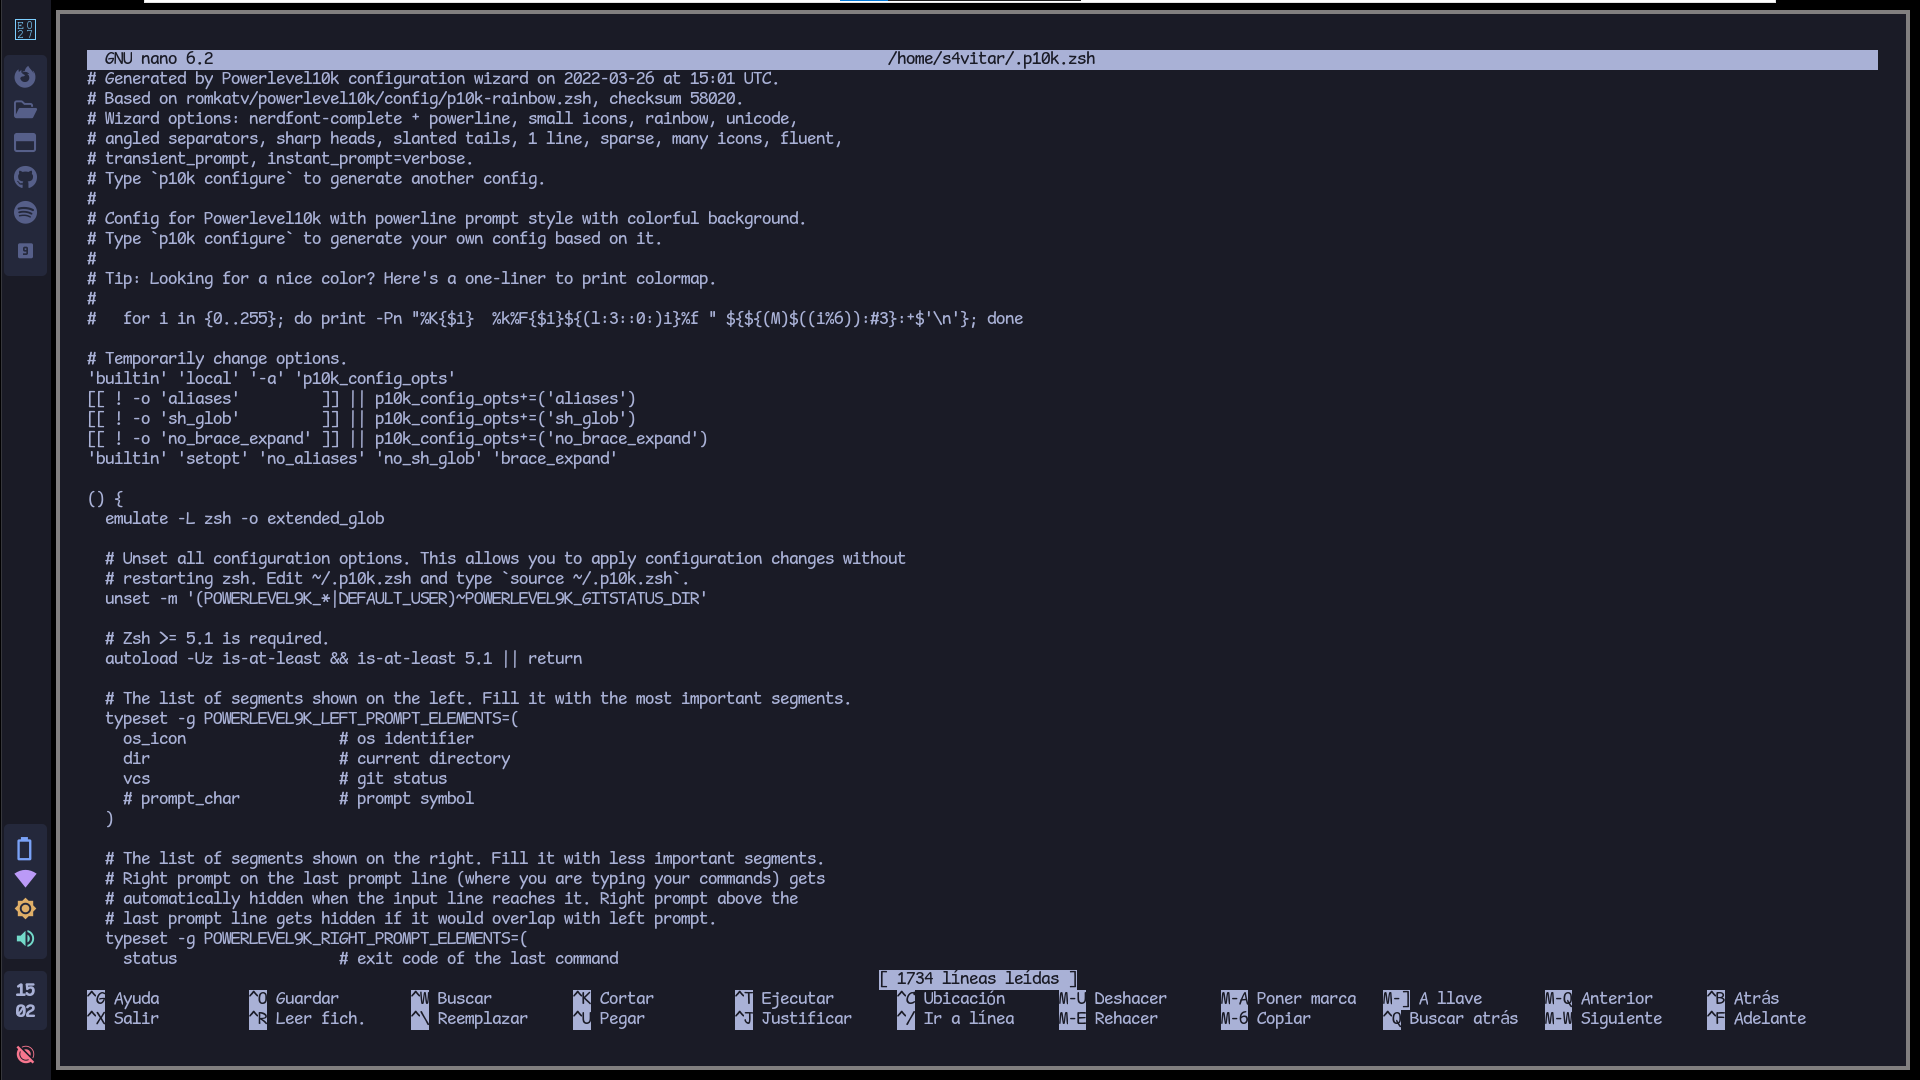 GNU nano 6.2 /home/s4vitar/.p10k.zsh
# Generated by Powerlevel10k configuration wizard on 2022-03-26 at 15:01 UTC.
# Based on romkatv/powerlevel10k/config/p10k-rainbow.zsh, checksum 58020.
# Wizard options: nerdfont-complete + powerline, small icons, rainbow, unicode,
# angled separators, sharp heads, slanted tails, 1 line, sparse, many icons, fluent,
# transient_prompt, instant_prompt=verbose.
# Type `p10k configure` to generate another config.
#
# Config for Powerlevel10k with powerline prompt style with colorful background.
# Type `p10k configure` to generate your own config based on it.
#
# Tip: Looking for a nice color? Here's a one-liner to print colormap.
#
#   for i in {0..255}; do print -Pn "%K{$i}  %k%F{$i}${(l:3::0:)i}%f " ${${(M)$((i%6)):#3}:+$'\n'}; done
# Temporarily change options.
'builtin' 'local' '-a' 'p10k_config_opts'
[[ ! -o 'aliases'         ]] || p10k_config_opts+=('aliases')
[[ ! -o 'sh_glob'         ]] || p10k_config_opts+=('sh_glob')
[[ ! -o 'no_brace_expand' ]] || p10k_config_opts+=('no_brace_expand')
'builtin' 'setopt' 'no_aliases' 'no_sh_glob' 'brace_expand'
() {
  emulate -L zsh -o extended_glob
  # Unset all configuration options. This allows you to apply configuration changes without
  # restarting zsh. Edit ~/.p10k.zsh and type `source ~/.p10k.zsh`.
  unset -m '(POWERLEVEL9K_*|DEFAULT_USER)~POWERLEVEL9K_GITSTATUS_DIR'
  # Zsh >= 5.1 is required.
  autoload -Uz is-at-least && is-at-least 5.1 || return
  # The list of segments shown on the left. Fill it with the most important segments.
  typeset -g POWERLEVEL9K_LEFT_PROMPT_ELEMENTS=(
    os_icon                 # os identifier
    dir                     # current directory
    vcs                     # git status
    # prompt_char           # prompt symbol
  )
  # The list of segments shown on the right. Fill it with less important segments.
  # Right prompt on the last prompt line (where you are typing your commands) gets
  # automatically hidden when the input line reaches it. Right prompt above the
  # last prompt line gets hidden if it would overlap with left prompt.
  typeset -g POWERLEVEL9K_RIGHT_PROMPT_ELEMENTS=(
    status                  # exit code of the last command
[ 1734 líneas leídas ]
^G Ayuda ^O Guardar ^W Buscar ^K Cortar ^T Ejecutar ^C Ubicación M-U Deshacer M-A Poner marca M-] A llave M-Q Anterior ^B Atrás
^X Salir ^R Leer fich. ^\ Reemplazar ^U Pegar ^J Justificar ^/ Ir a línea M-E Rehacer M-6 Copiar ^Q Buscar atrás M-W Siguiente ^F Adelante
9
15
02